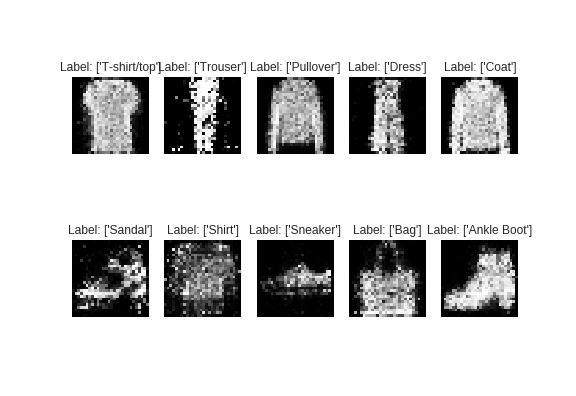 Label: ['T-shirt/top'] Label: ['Trouser'] Label: ['Pullover'] Label: ['Dress'] Label: ['Coat']
Label: ['Sandal'] Label: ['Shirt'] Label: ['Sneaker'] Label: ['Bag'] Label: ['Ankle Boot']